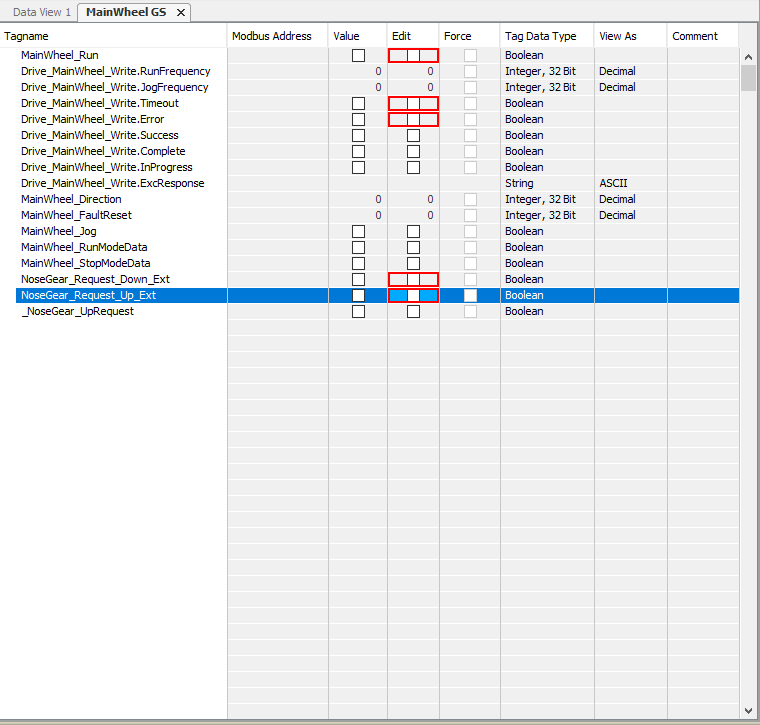 Data View 1 MainWheel GS
Tagname Modbus Address Value Edit Force Tag Data Type View As Comment
MainWheel_Run Boolean
Drive_MainWheel_Write.RunFrequency 0 0 Integer, 32 Bit Decimal
Drive_MainWheel_Write.JogFrequency 0 0 Integer, 32 Bit Decimal
Drive_MainWheel_Write.Timeout Boolean
Drive_MainWheel_Write.Error Boolean
Drive_MainWheel_Write.Success Boolean
Drive_MainWheel_Write.Complete Boolean
Drive_MainWheel_Write.InProgress Boolean
Drive_MainWheel_Write.ExcResponse String ASCII
MainWheel_Direction 0 0 Integer, 32 Bit Decimal
MainWheel_FaultReset 0 0 Integer, 32 Bit Decimal
MainWheel_Jog Boolean
MainWheel_RunModeData Boolean
MainWheel_StopModeData Boolean
NoseGear_Request_Down_Ext Boolean
NoseGear_Request_Up_Ext Boolean
_NoseGear_UpRequest Boolean